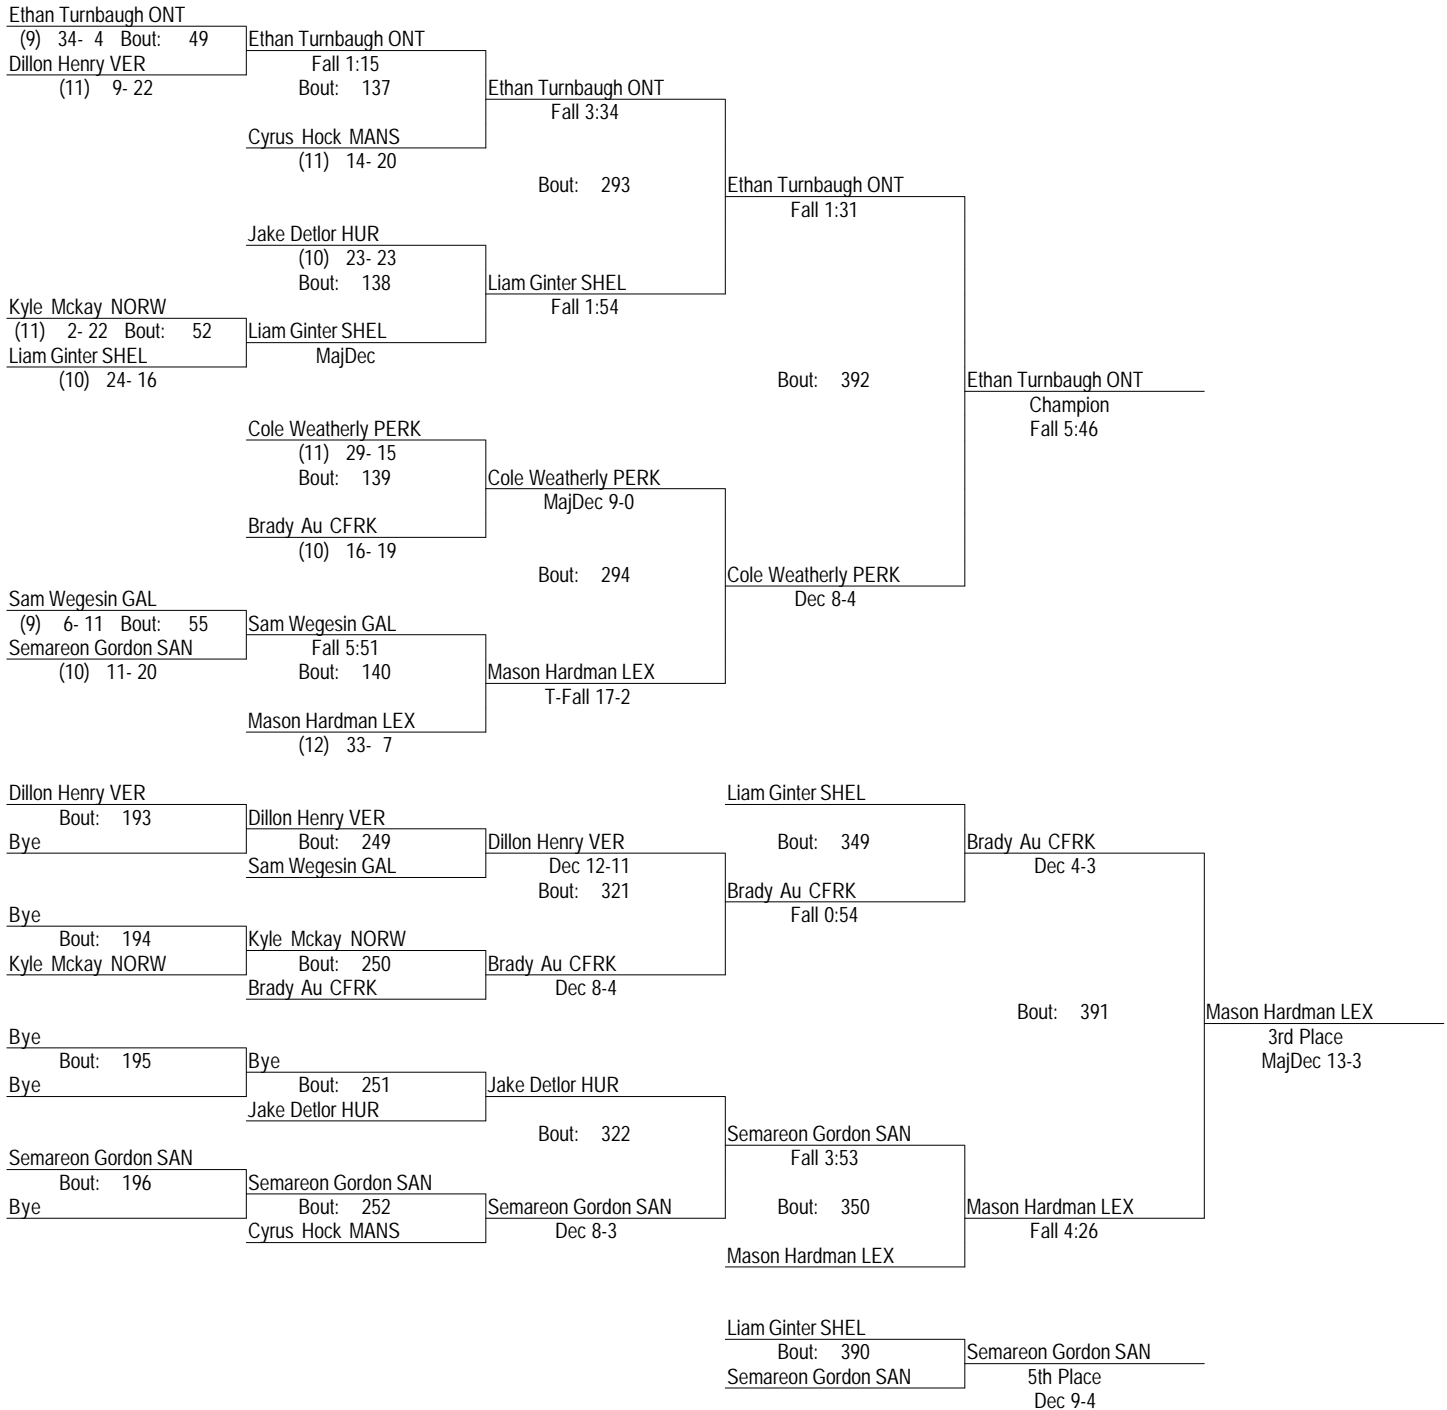 Ethan Turnbaugh ONT
(9) 34- 4 Bout: 49
Dillon Henry VER
(11) 9- 22
Ethan Turnbaugh ONT
Fall 1:15
Bout: 137
Cyrus Hock MANS
(11) 14- 20
Ethan Turnbaugh ONT
Fall 3:34
Bout: 293
Jake Detlor HUR
(10) 23- 23
Bout: 138
Kyle Mckay NORW
(11) 2- 22 Bout: 52
Liam Ginter SHEL
(10) 24- 16
Liam Ginter SHEL
MajDec
Liam Ginter SHEL
Fall 1:54
Ethan Turnbaugh ONT
Fall 1:31
Bout: 392
Ethan Turnbaugh ONT
Champion
Fall 5:46
Cole Weatherly PERK
(11) 29- 15
Bout: 139
Brady Au CFRK
(10) 16- 19
Cole Weatherly PERK
MajDec 9-0
Bout: 294
Cole Weatherly PERK
Dec 8-4
Sam Wegesin GAL
(9) 6- 11 Bout: 55
Semareon Gordon SAN
(10) 11- 20
Sam Wegesin GAL
Fall 5:51
Bout: 140
Mason Hardman LEX
(12) 33- 7
Mason Hardman LEX
T-Fall 17-2
Dillon Henry VER
Bout: 193
Bye
Dillon Henry VER
Bout: 249
Sam Wegesin GAL
Dillon Henry VER
Dec 12-11
Bout: 321
Bye
Bout: 194
Kyle Mckay NORW
Kyle Mckay NORW
Bout: 250
Brady Au CFRK
Brady Au CFRK
Dec 8-4
Liam Ginter SHEL
Bout: 349
Brady Au CFRK
Fall 0:54
Brady Au CFRK
Dec 4-3
Bout: 391
Mason Hardman LEX
3rd Place
MajDec 13-3
Bye
Bout: 195
Bye
Bye
Bout: 251
Jake Detlor HUR
Jake Detlor HUR
Bout: 322
Semareon Gordon SAN
Bout: 196
Bye
Semareon Gordon SAN
Bout: 252
Cyrus Hock MANS
Semareon Gordon SAN
Dec 8-3
Semareon Gordon SAN
Fall 3:53
Bout: 350
Mason Hardman LEX
Mason Hardman LEX
Fall 4:26
Liam Ginter SHEL
Bout: 390
Semareon Gordon SAN
Semareon Gordon SAN
5th Place
Dec 9-4